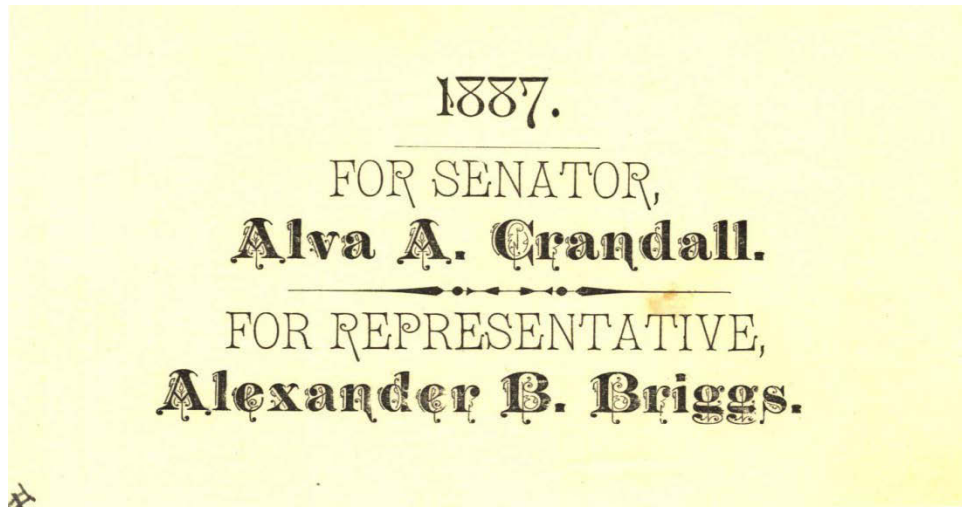 1887.
FOR SENATOR,
Alva A. Crandall.
FOR REPRESENTATIVE,
Alexander B. Briggs.